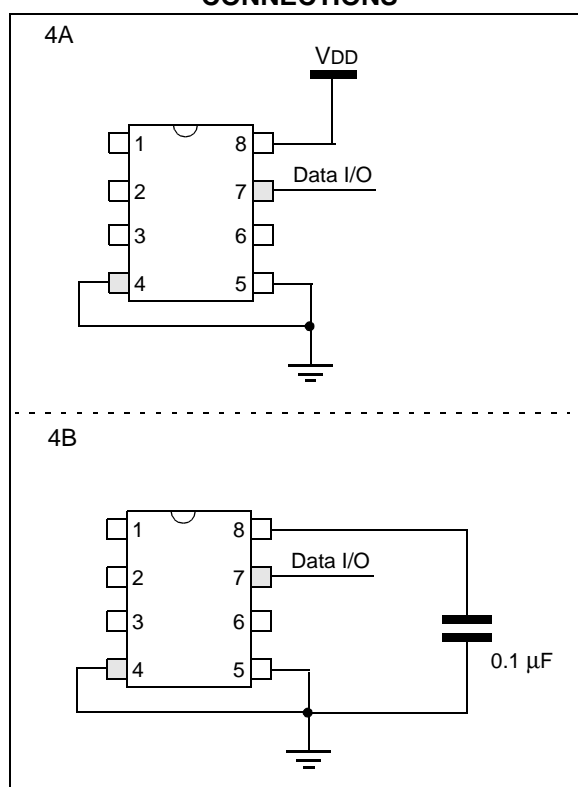 CONNECTIONS
4A
VDD
1 8
Data I/O
2 7
3 6
4 5
4B
1 8
Data I/O
2 7
3 6
4 5
0.1 μF